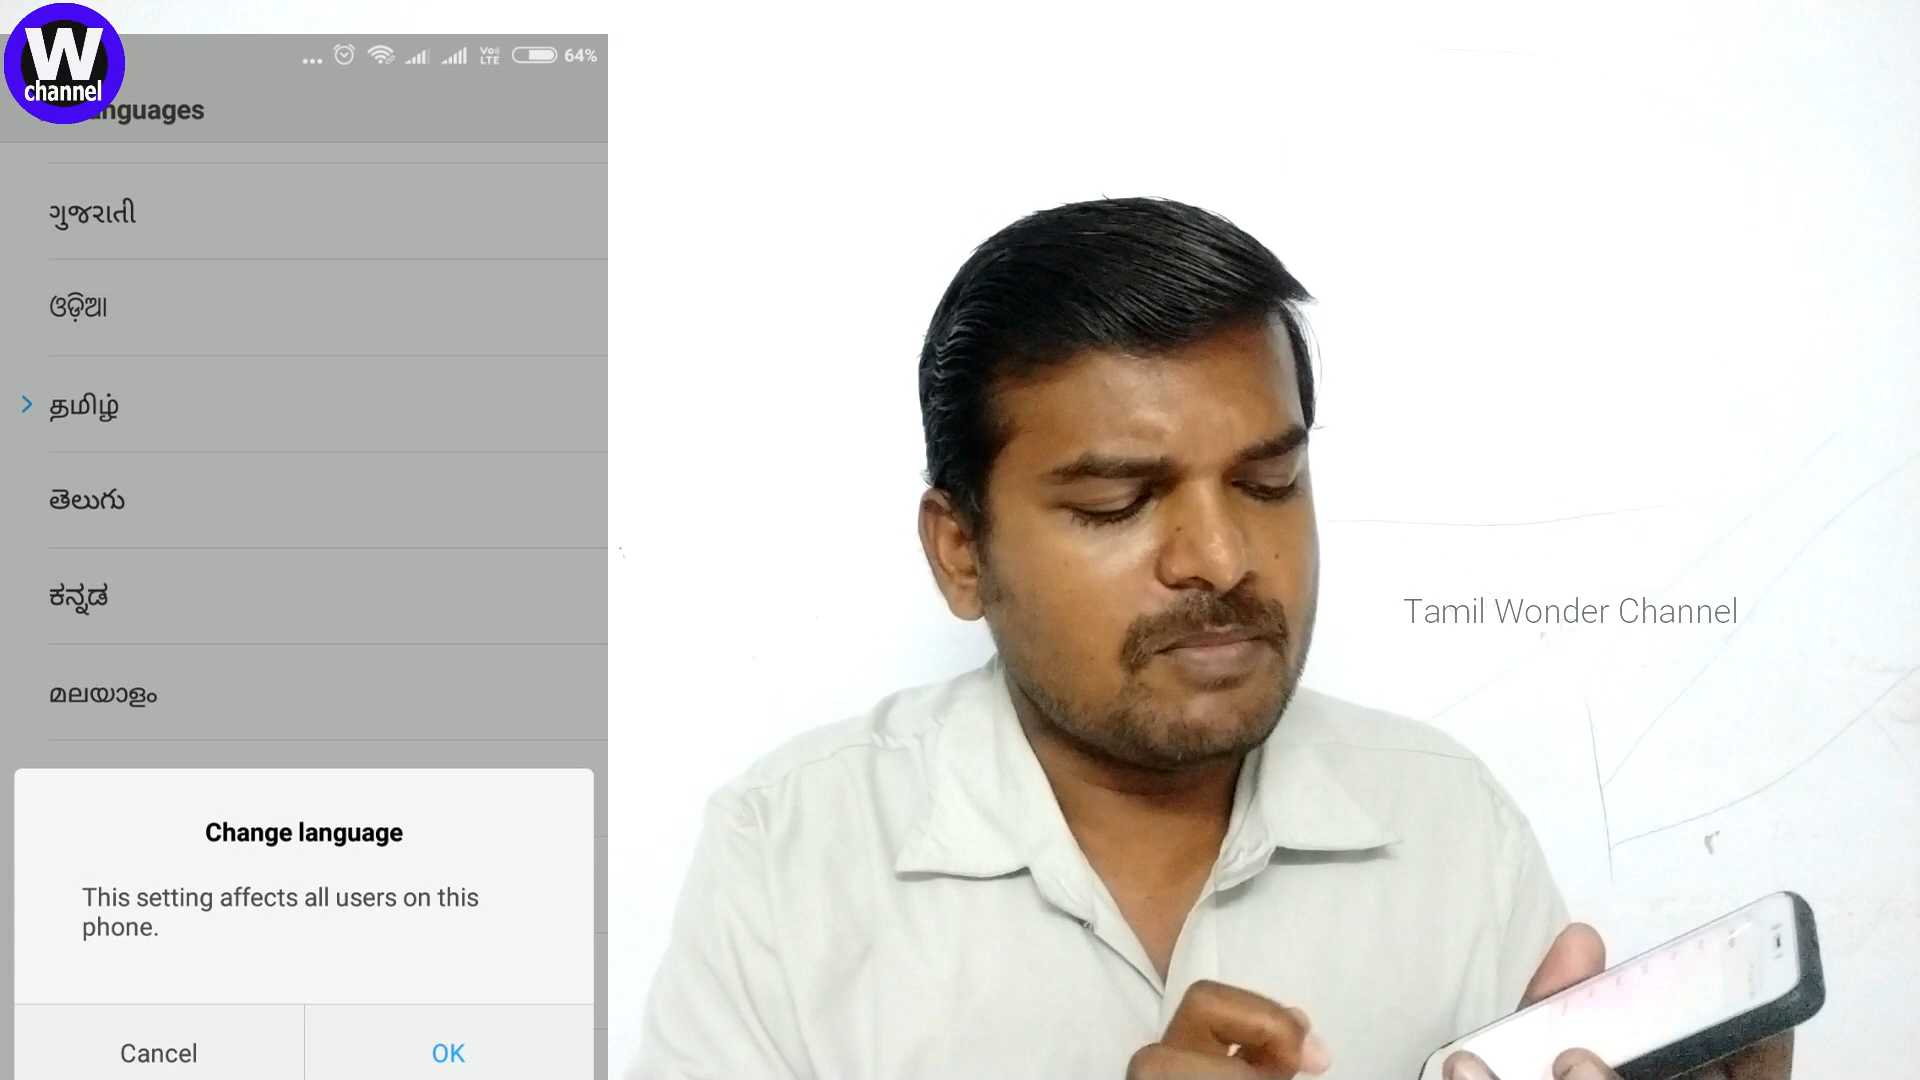 W
channel
Vo))
LTE
64%
nguages
ગુજરાતી
ଓଡ଼ିଆ
தமிழ்
తెలుగు
ಕನ್ನಡ
മലയാളം
Change language
This setting affects all users on this
phone.
Cancel
OK
Tamil Wonder Channel